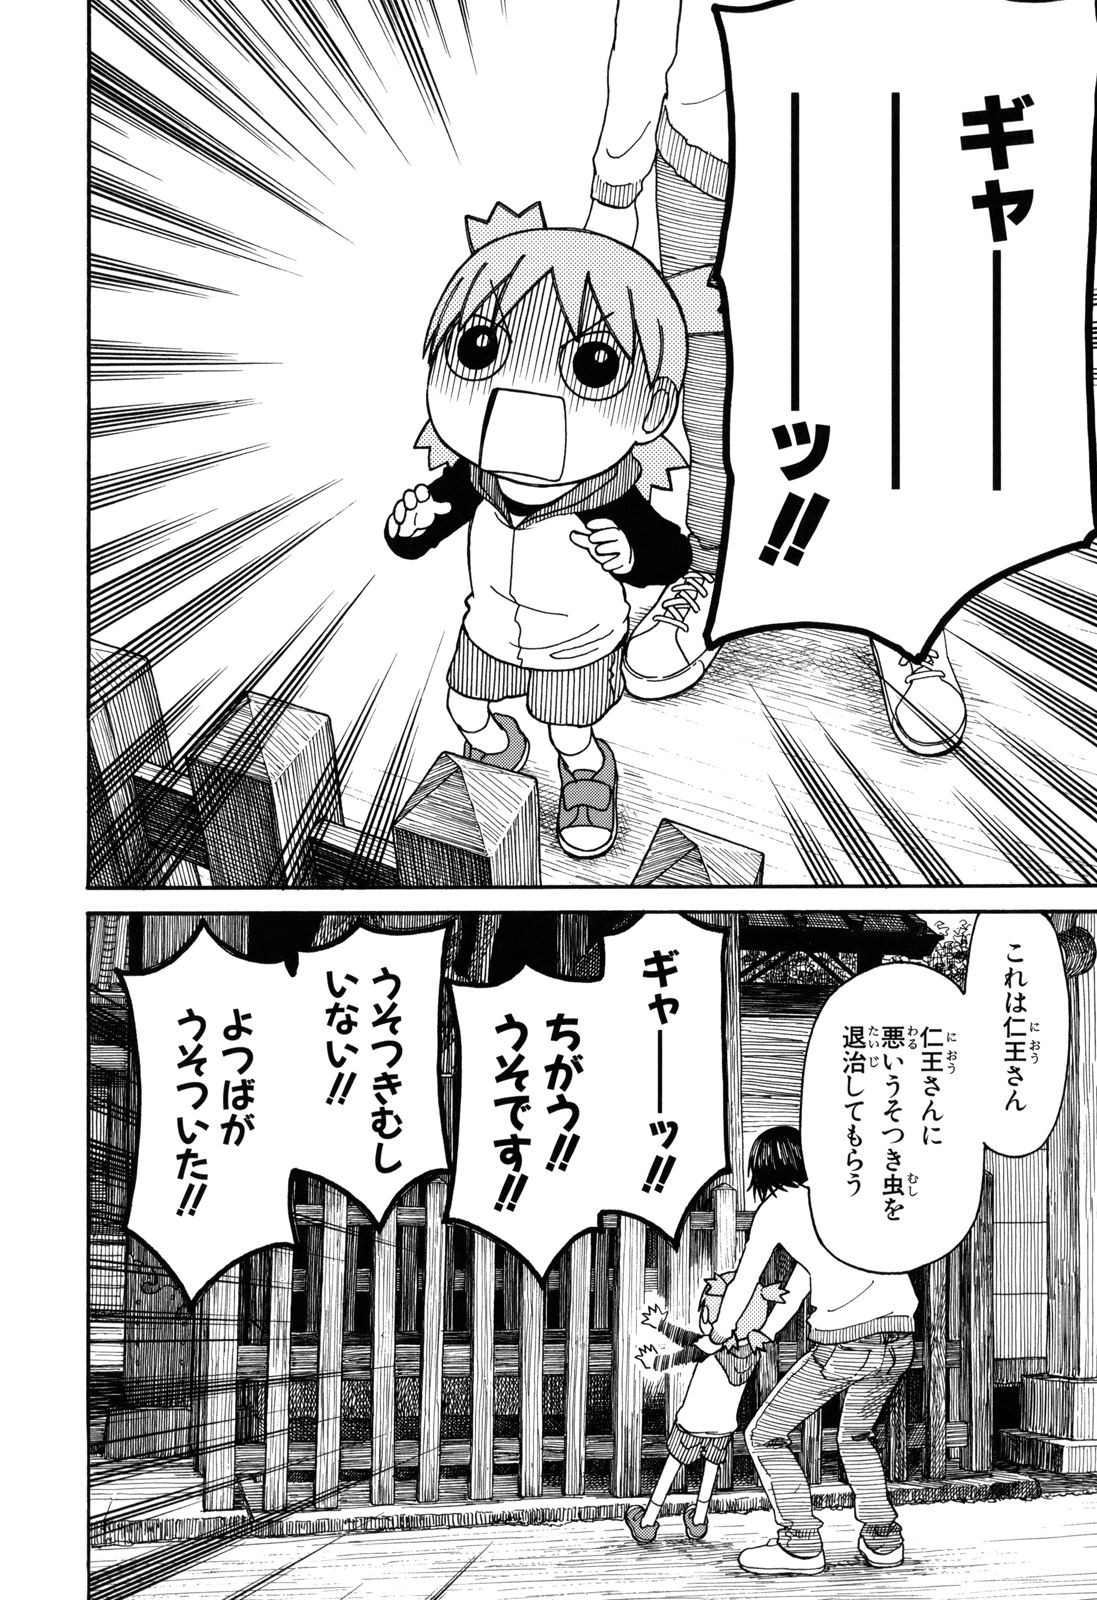 ギャーーーーッ!!
これは仁王さん
仁王さんに
悪いうそつき虫を
退治してもらう
ギャーーッ!!
ちがう!!
うそです!!
うそつきむし
いない!!
よつばが
うそついた!!